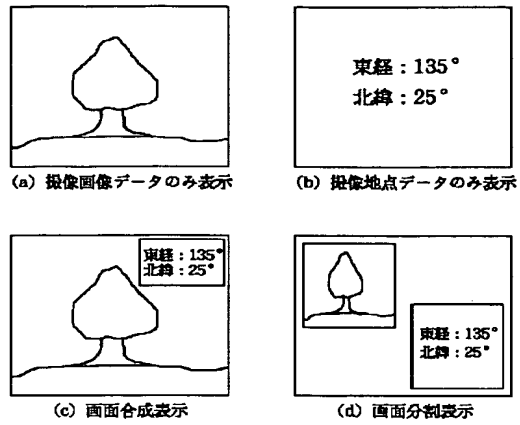 東経：135°
北緯：25°
(a) 撮像画像データのみ表示
(b) 撮像地点データのみ表示
東経：135°
北緯：25°
東経：135°
北緯：25°
(c) 画面合成表示
(d) 画面分割表示